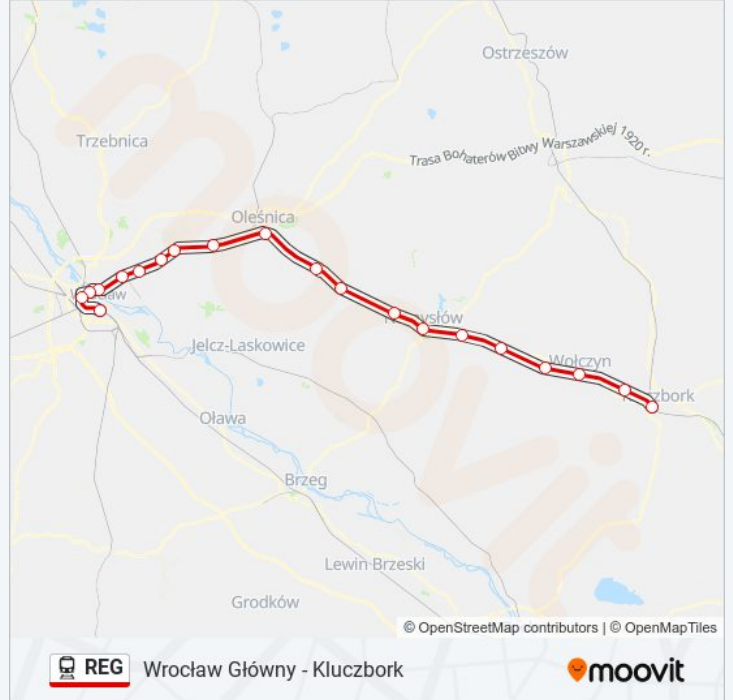 Ostrzeszów
Trasa Bohaterów Bitwy Warszawskiej 1920 r.
Trzebnica
Oleśnica
Jelcz-Laskowice
Wołczyn
Oława
Brzeg
Lewin Brzeski
Grodków
© OpenStreetMap contributors | © OpenMapTiles
REG Wrocław Główny - Kluczbork
moovit